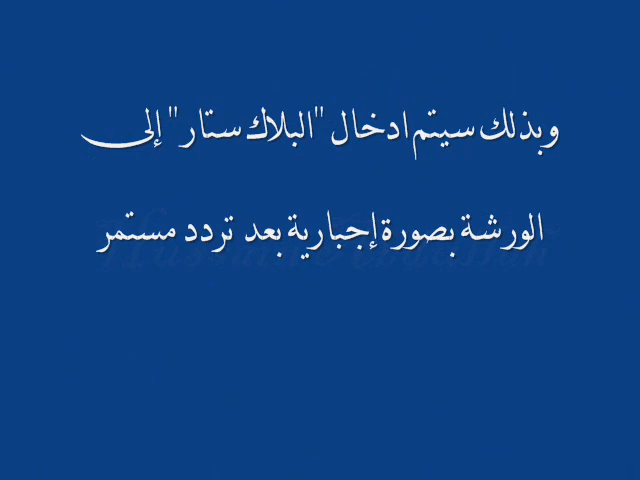 وبذلك سيتم ادخال "البلاك ستار" إلى
الورشة بصورة إجبارية بعد تردد مستمر